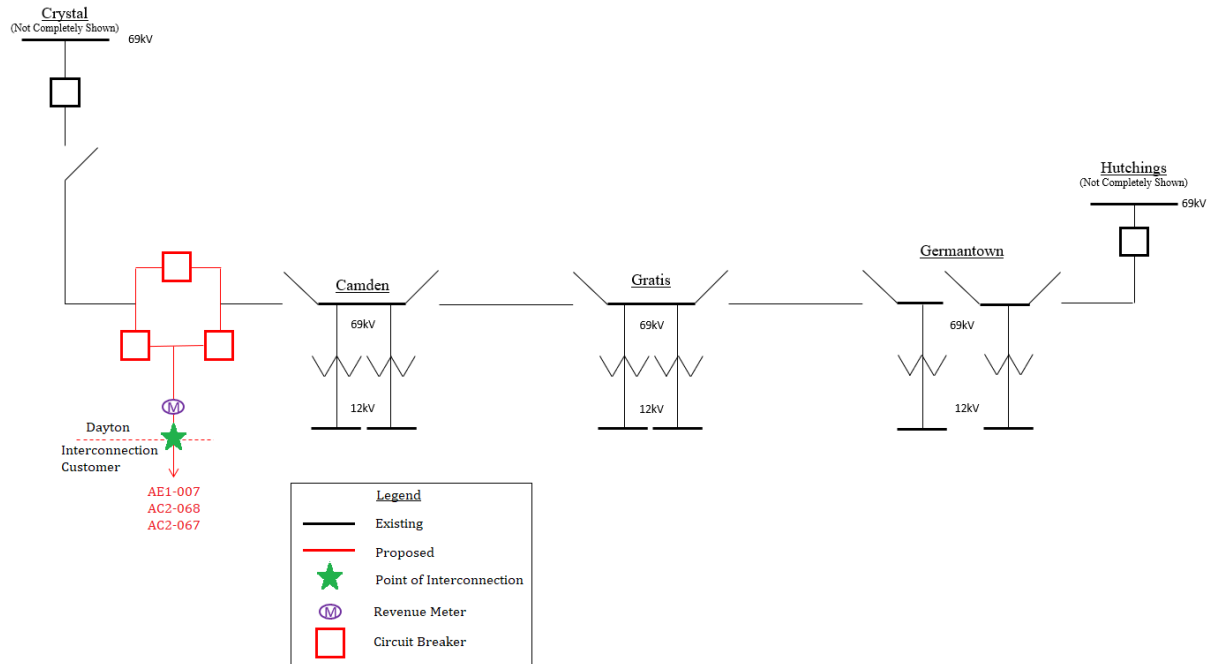 Crystal
(Not Completely Shown)
69kV
Hutchings
(Not Completely Shown)
69kV
Germantown
Gratis
Camden
69kV
69kV
69kV
12kV
12kV
12kV
M
Dayton
Interconnection
Customer
AE1-007
AC2-068
AC2-067
Legend
Existing
Proposed
Point of Interconnection
M
Revenue Meter
Circuit Breaker